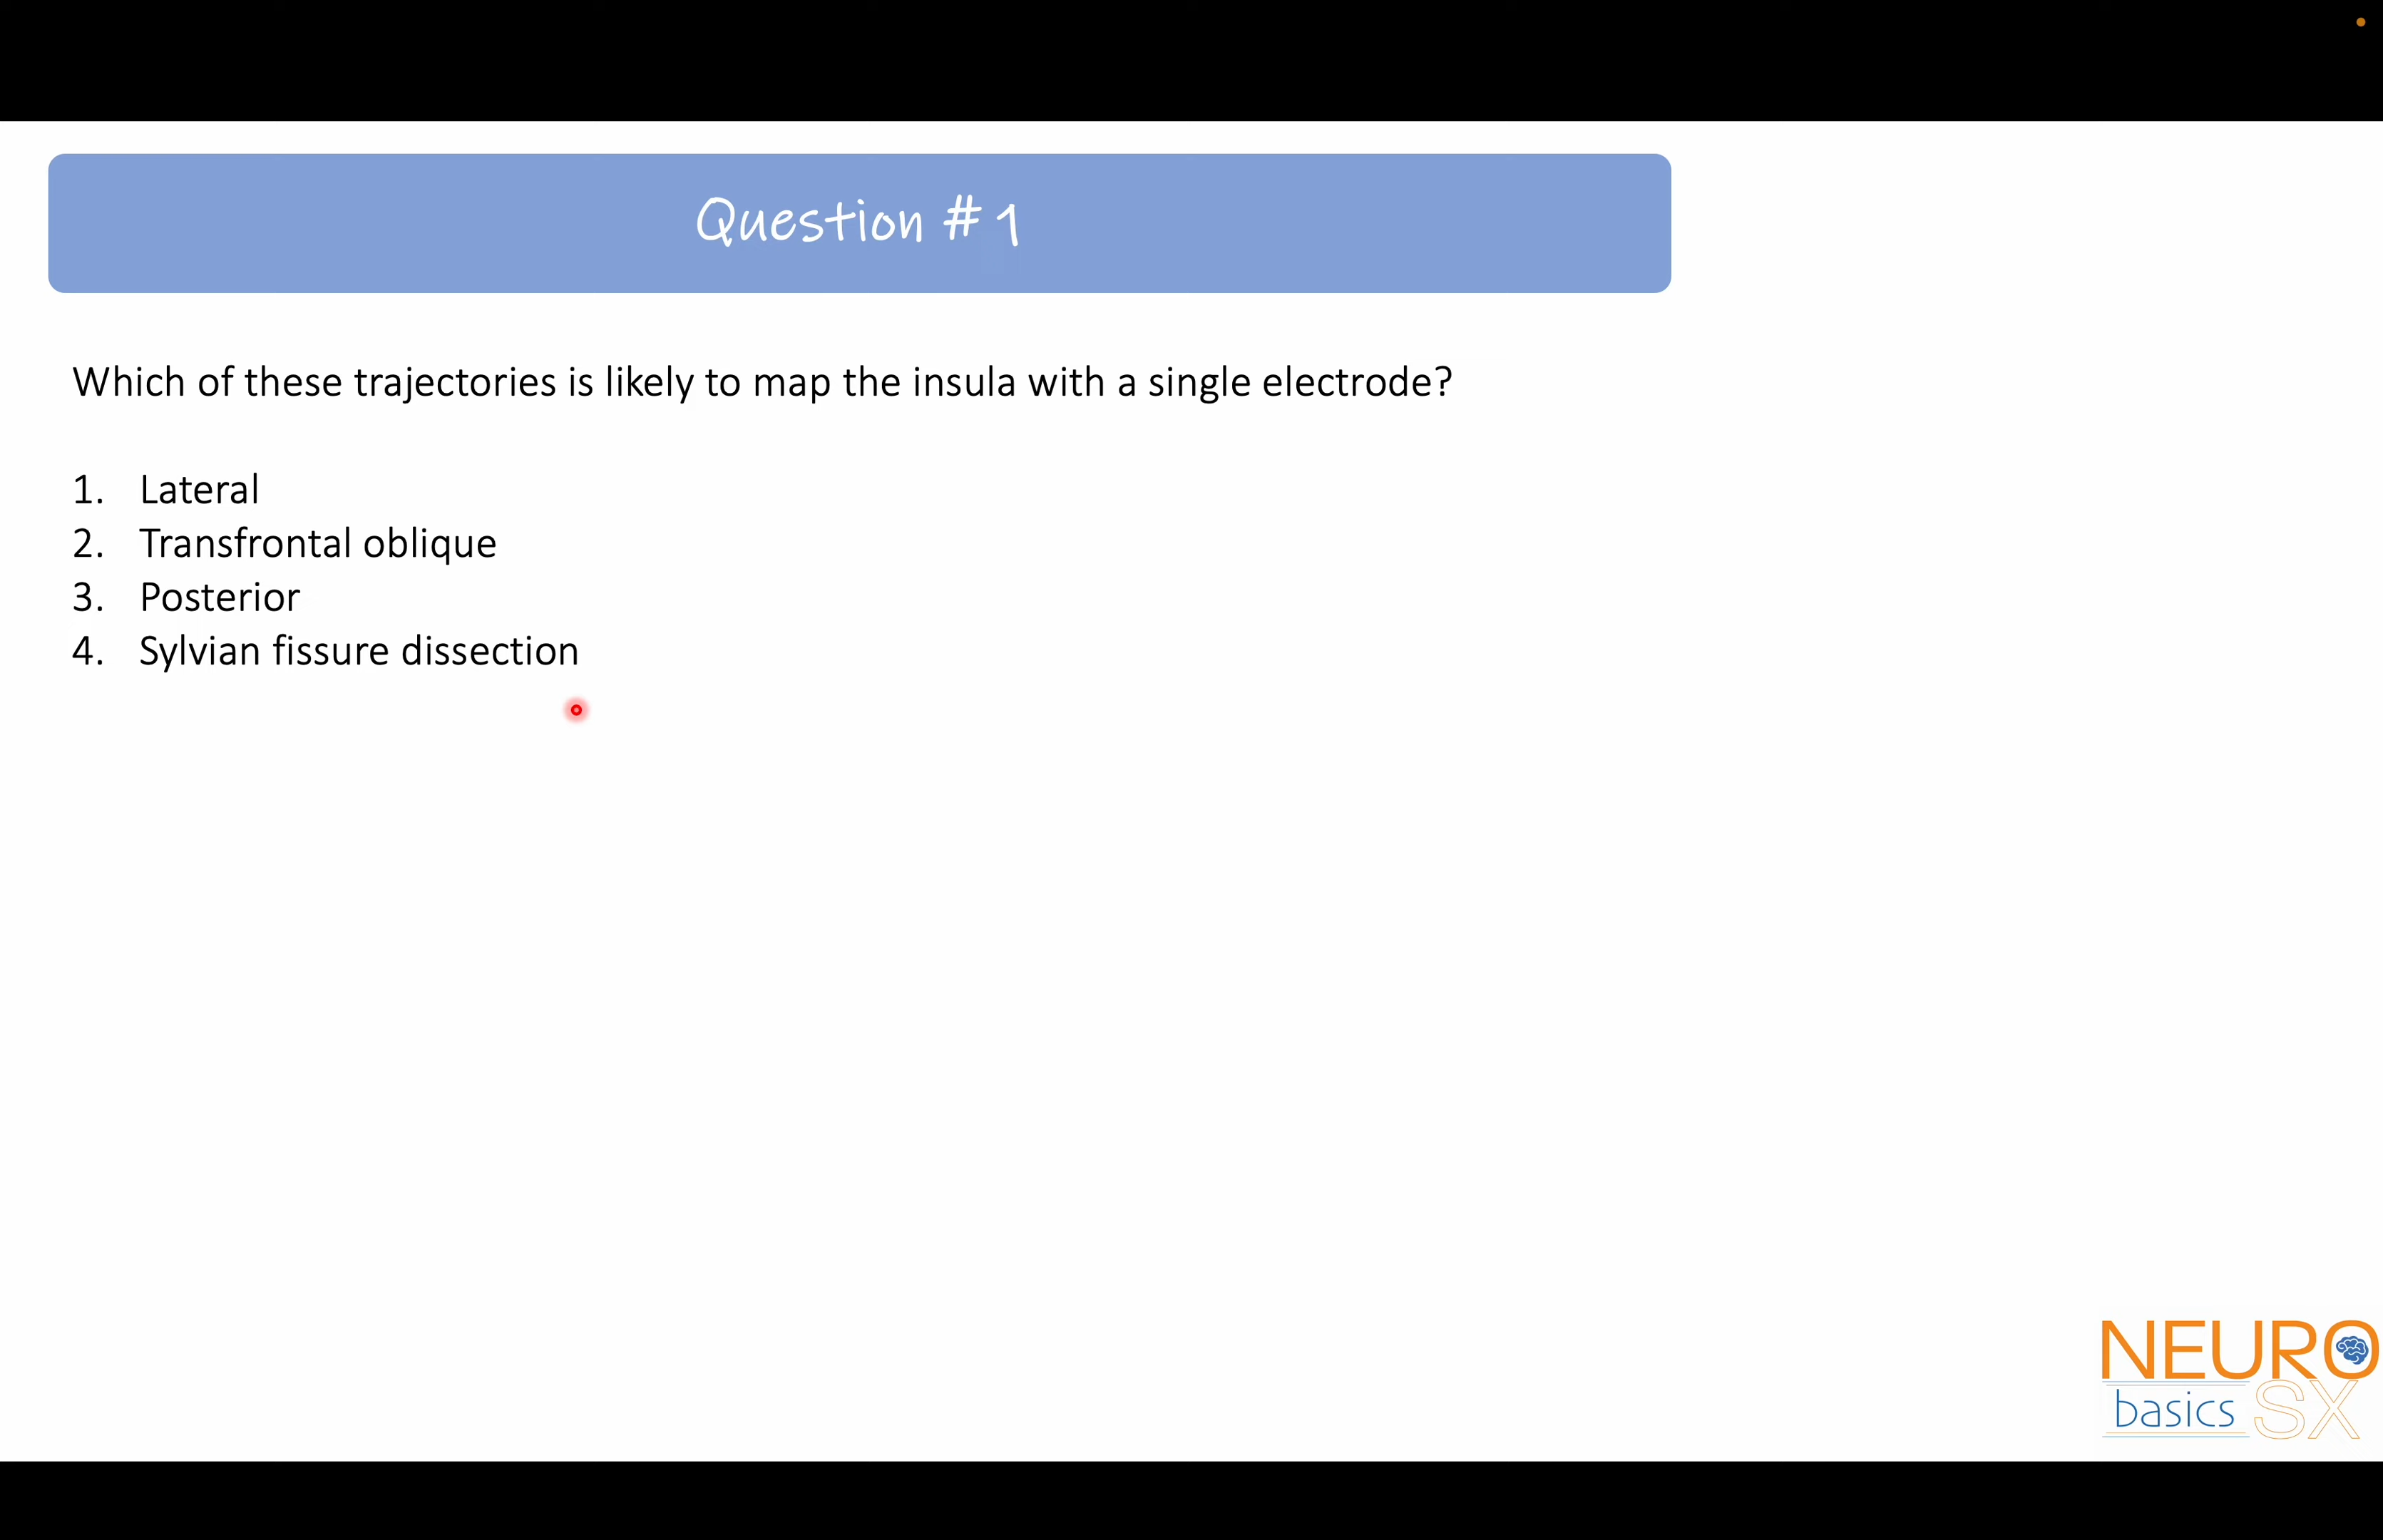 Question #1
Which of these trajectories is likely to map the insula with a single electrode?
1. Lateral
2. Transfrontal oblique
3. Posterior
4. Sylvian fissure dissection
NEURO
basics SX